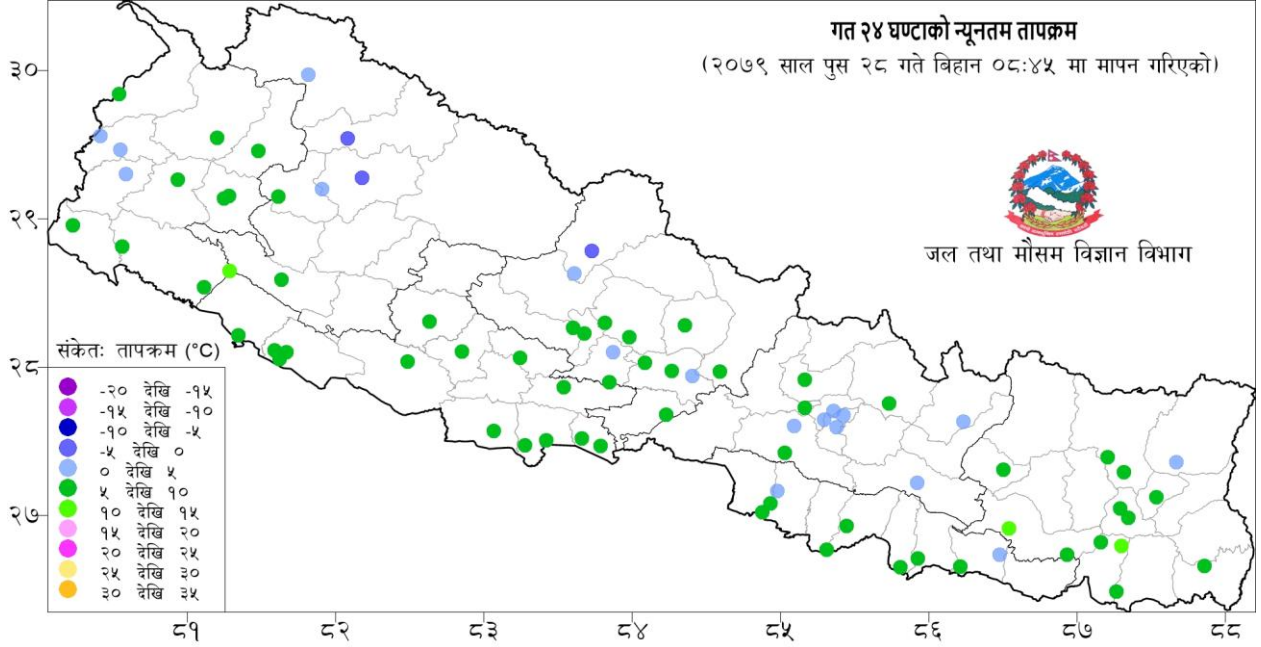 गत २४ घण्टाको न्यूनतम तापक्रम
(२०७९ साल पुस २८ गते बिहान ०८:४५ मा मापन गरिएको)
जल तथा मौसम विज्ञान विभाग
३०
२९
२८
२७
संकेतः तापक्रम (°C)
-२० देखि -१५
-१५ देखि -१०
-१० देखि -५
-५ देखि ०
० देखि ५
५ देखि १०
१० देखि १५
१५ देखि २०
२० देखि २५
२५ देखि ३०
३० देखि ३५
८१ ८२ ८३ ८४ ८५ ८६ ८७ ८८